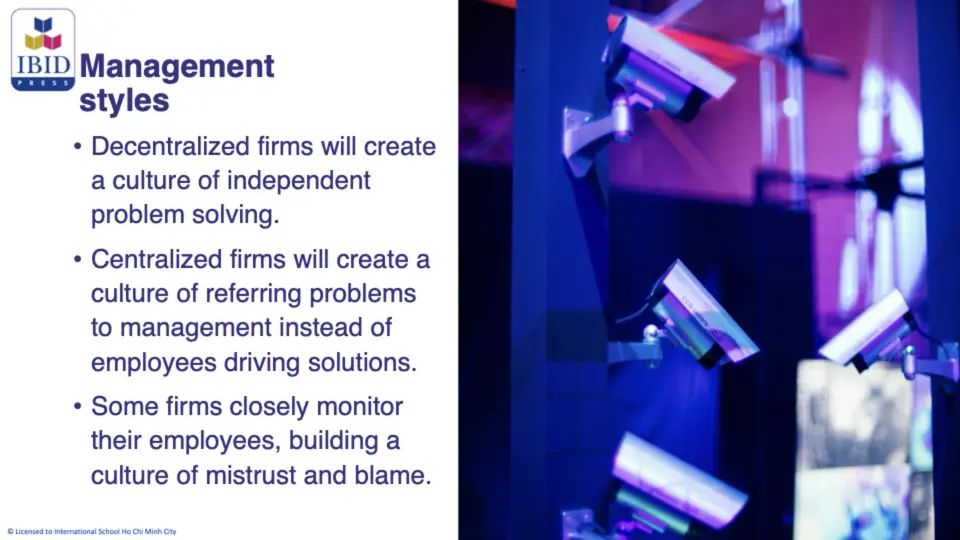 IBID
PRESS
Management
styles
• Decentralized firms will create
a culture of independent
problem solving.
• Centralized firms will create a
culture of referring problems
to management instead of
employees driving solutions.
• Some firms closely monitor
their employees, building a
culture of mistrust and blame.
© Licensed to International School Ho Chi Minh City